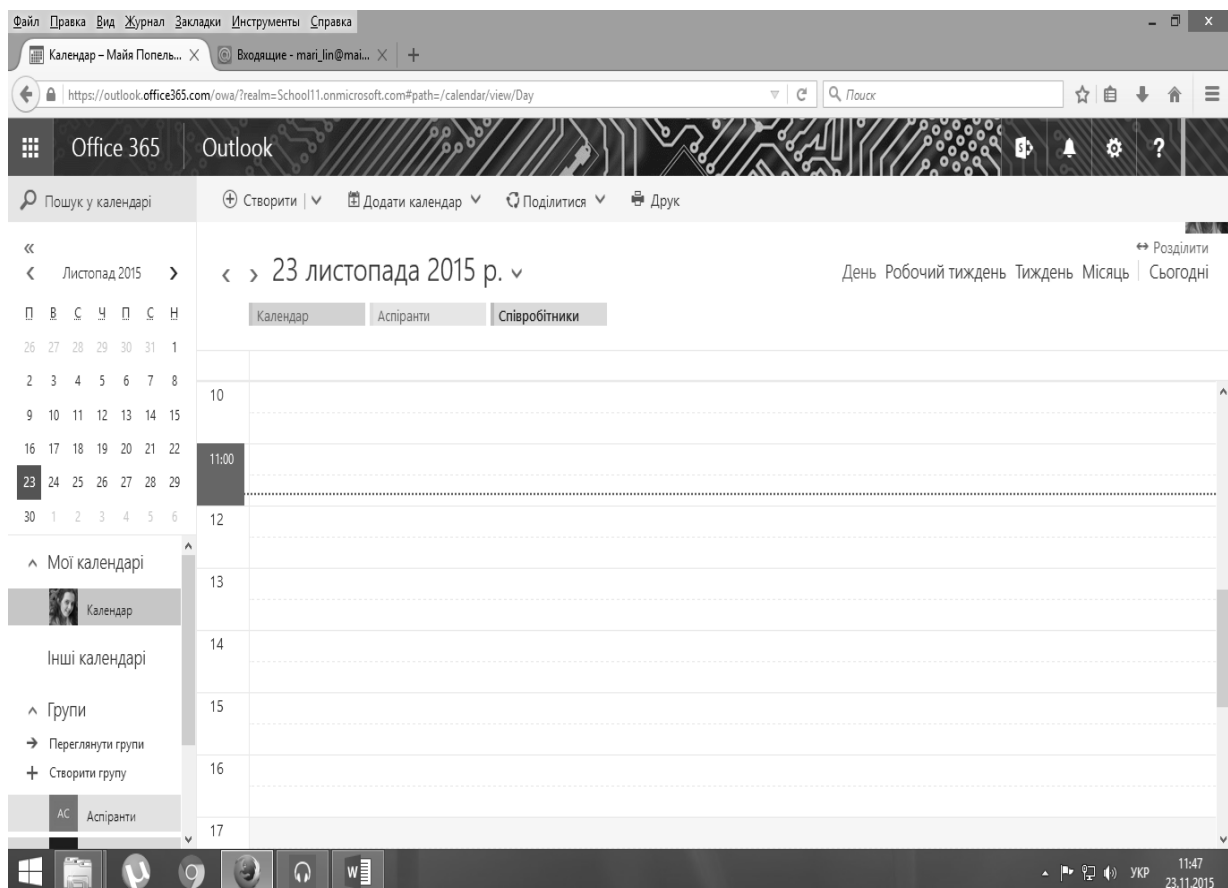 Файл Правка Вид Журнал Закладки Инструменты Справка
Календар – Майя Попель... Входящие - mari_lin@mai...
https://outlook.office365.com/owa/?realm=School11.onmicrosoft.com#path=/calendar/view/Day
Поиск
Office 365 Outlook
Пошук у календарі
Створити Додати календар Поділитися Друк
Розділити
Листопад 2015
23 листопада 2015 р.
День Робочий тиждень Тиждень Місяць Сьогодні
П В С Ч П С Н
26 27 28 29 30 31 1
2 3 4 5 6 7 8
9 10 11 12 13 14 15
16 17 18 19 20 21 22
23 24 25 26 27 28 29
30 1 2 3 4 5 6
Календар Аспіранти Співробітники
10
11:00
12
13
14
15
16
17
Мої календарі
Календар
Інші календарі
Групи
Переглянути групи
Створити групу
АС Аспіранти
УКР
11:47
23.11.2015